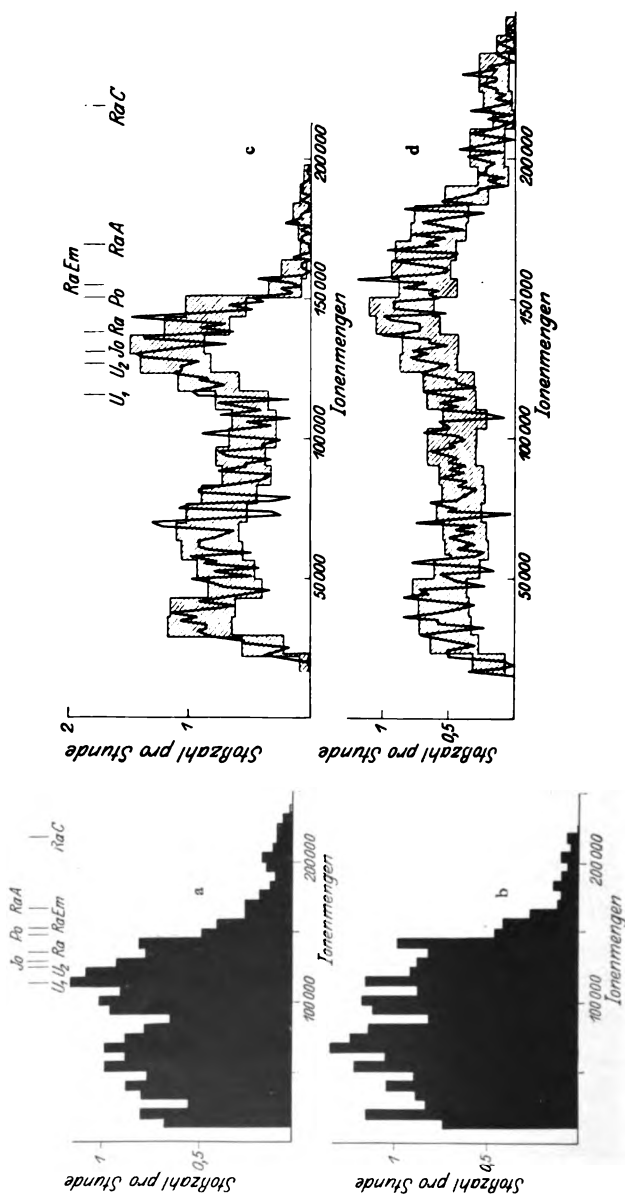 Jo Po RaA RaC
U₁ U₂ Ra RaEm
Stoßzahl pro Stunde
1
0,5
a
100000
200000
Ionenmengen
Stoßzahl pro Stunde
1
0,5
b
100000
200000
Ionenmengen
RaEm
U₁ U₂ Jo Ra Po RaA RaC
Stoßzahl pro Stunde
2
1
c
50000
100000
150000
200000
Ionenmengen
Stoßzahl pro Stunde
1
0,5
d
50000
100000
150000
200000
Ionenmengen